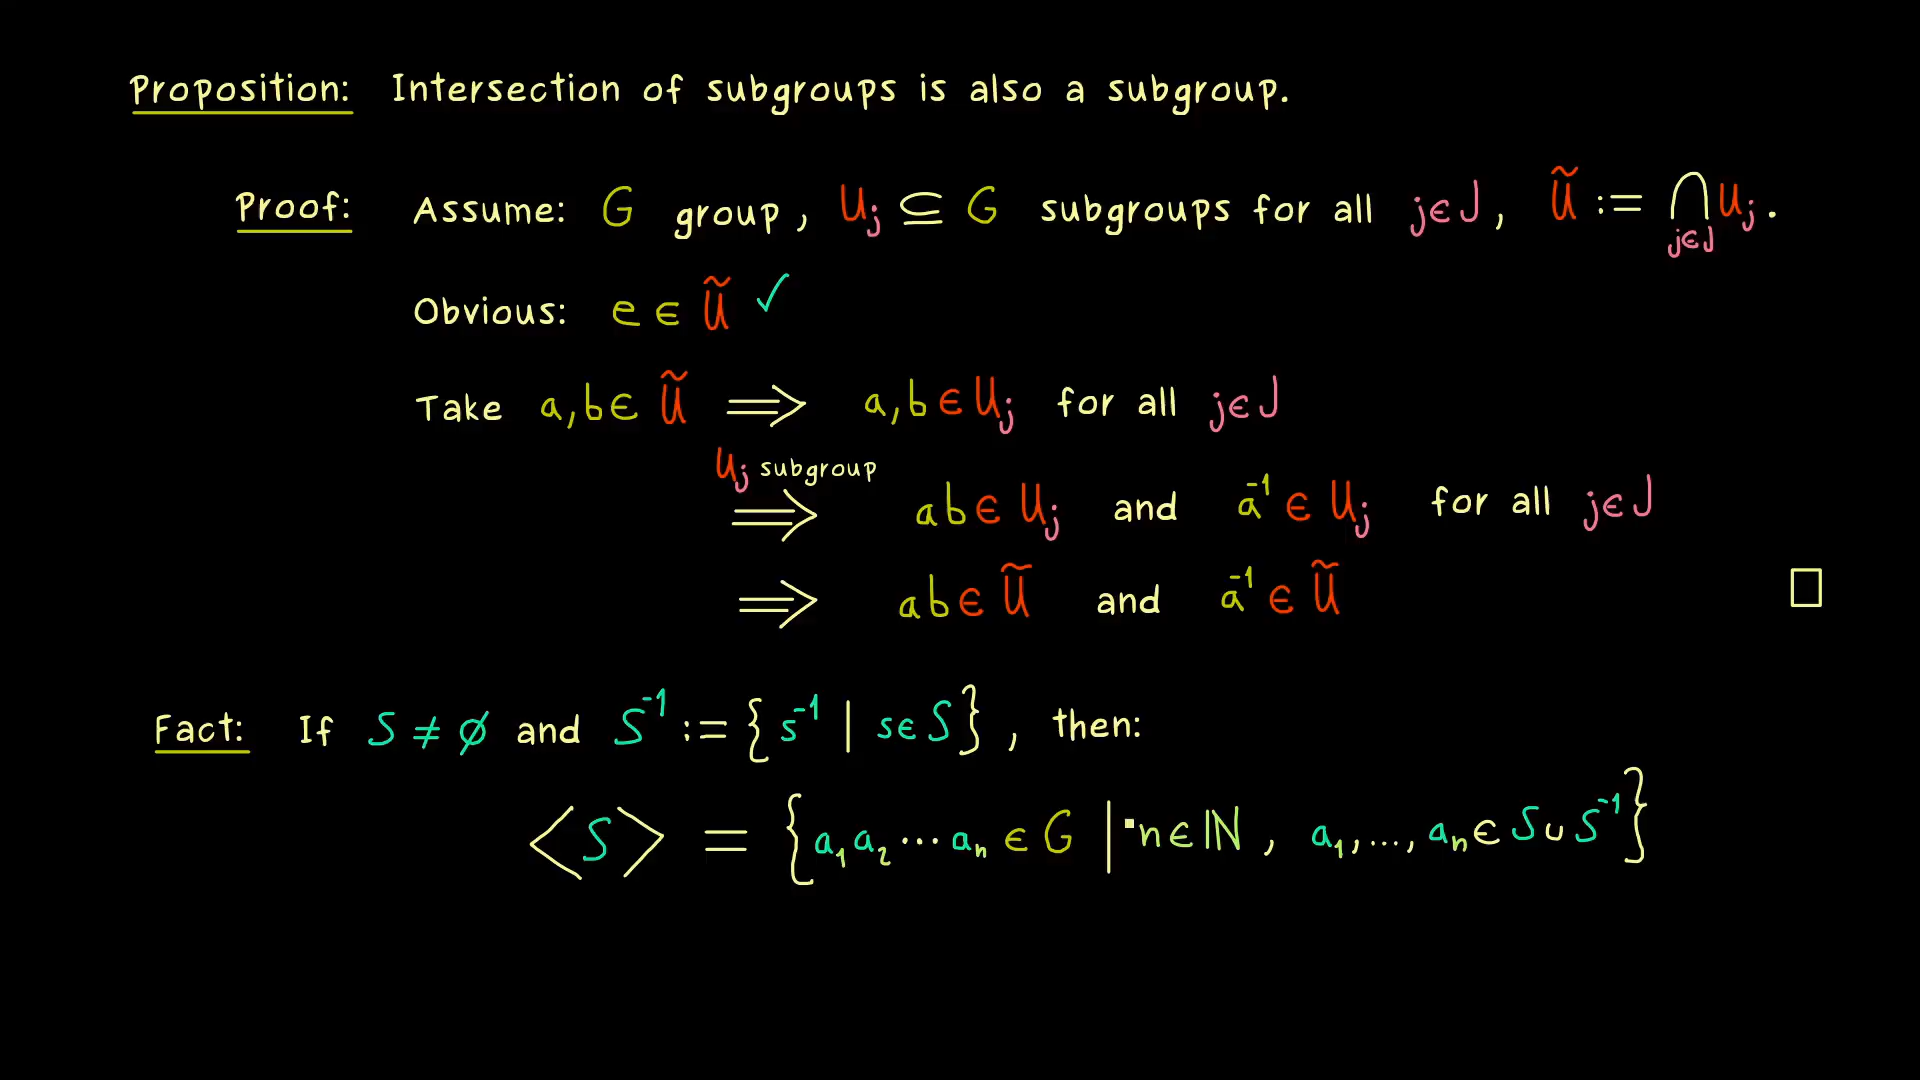 Proposition: Intersection of subgroups is also a subgroup.
Proof: Assume: G group, Uⱼ ⊆ G subgroups for all j∈J, Ũ := ⋂_{j∈J} Uⱼ.
Obvious: e ∈ Ũ ✓
Take a,b ∈ Ũ ⟹ a,b ∈ Uⱼ for all j∈J
Uⱼ subgroup
⟹ ab ∈ Uⱼ and a⁻¹ ∈ Uⱼ for all j∈J
⟹ ab ∈ Ũ and a⁻¹ ∈ Ũ □
Fact: If S ≠ ∅ and S⁻¹ := {s⁻¹ | s∈S}, then:
⟨S⟩ = {a₁a₂⋯aₙ ∈ G | n∈ℕ, a₁,…,aₙ ∈ S∪S⁻¹}